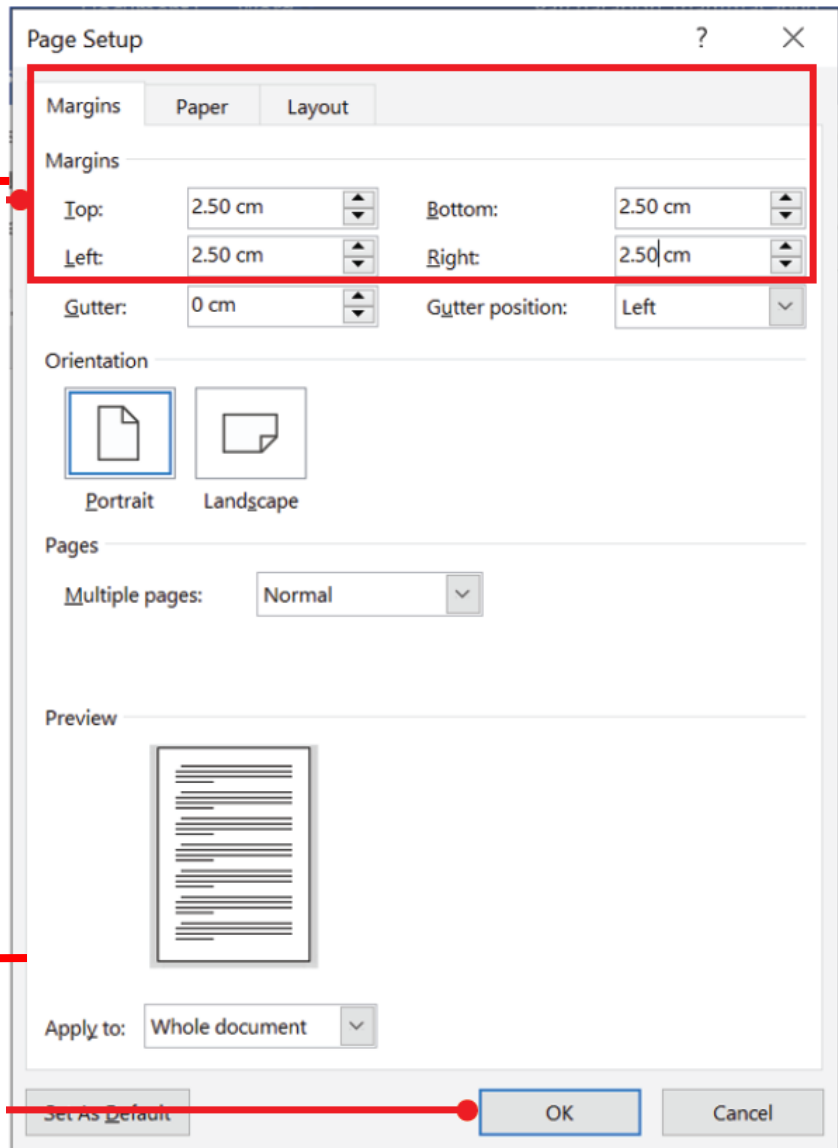 Page Setup ? ×
Margins Paper Layout
Margins
Top: 2.50 cm Bottom: 2.50 cm
Left: 2.50 cm Right: 2.50 cm
Gutter: 0 cm Gutter position: Left
Orientation
Portrait Landscape
Pages
Multiple pages: Normal
Preview
Apply to: Whole document
Set As Default OK Cancel